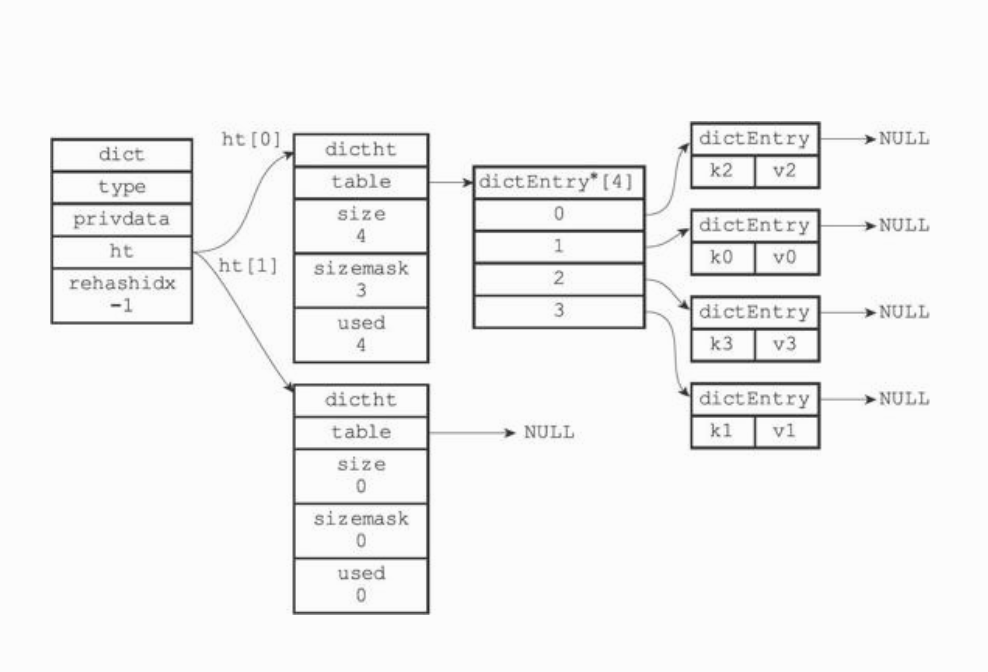 ht[0]
ht[1]
dict
type
privdata
ht
rehashidx
-1
dictht
table
size
4
sizemask
3
used
4
dictht
table
size
0
sizemask
0
used
0
NULL
dictEntry*[4]
0
1
2
3
dictEntry
k2 v2
NULL
dictEntry
k0 v0
NULL
dictEntry
k3 v3
NULL
dictEntry
k1 v1
NULL